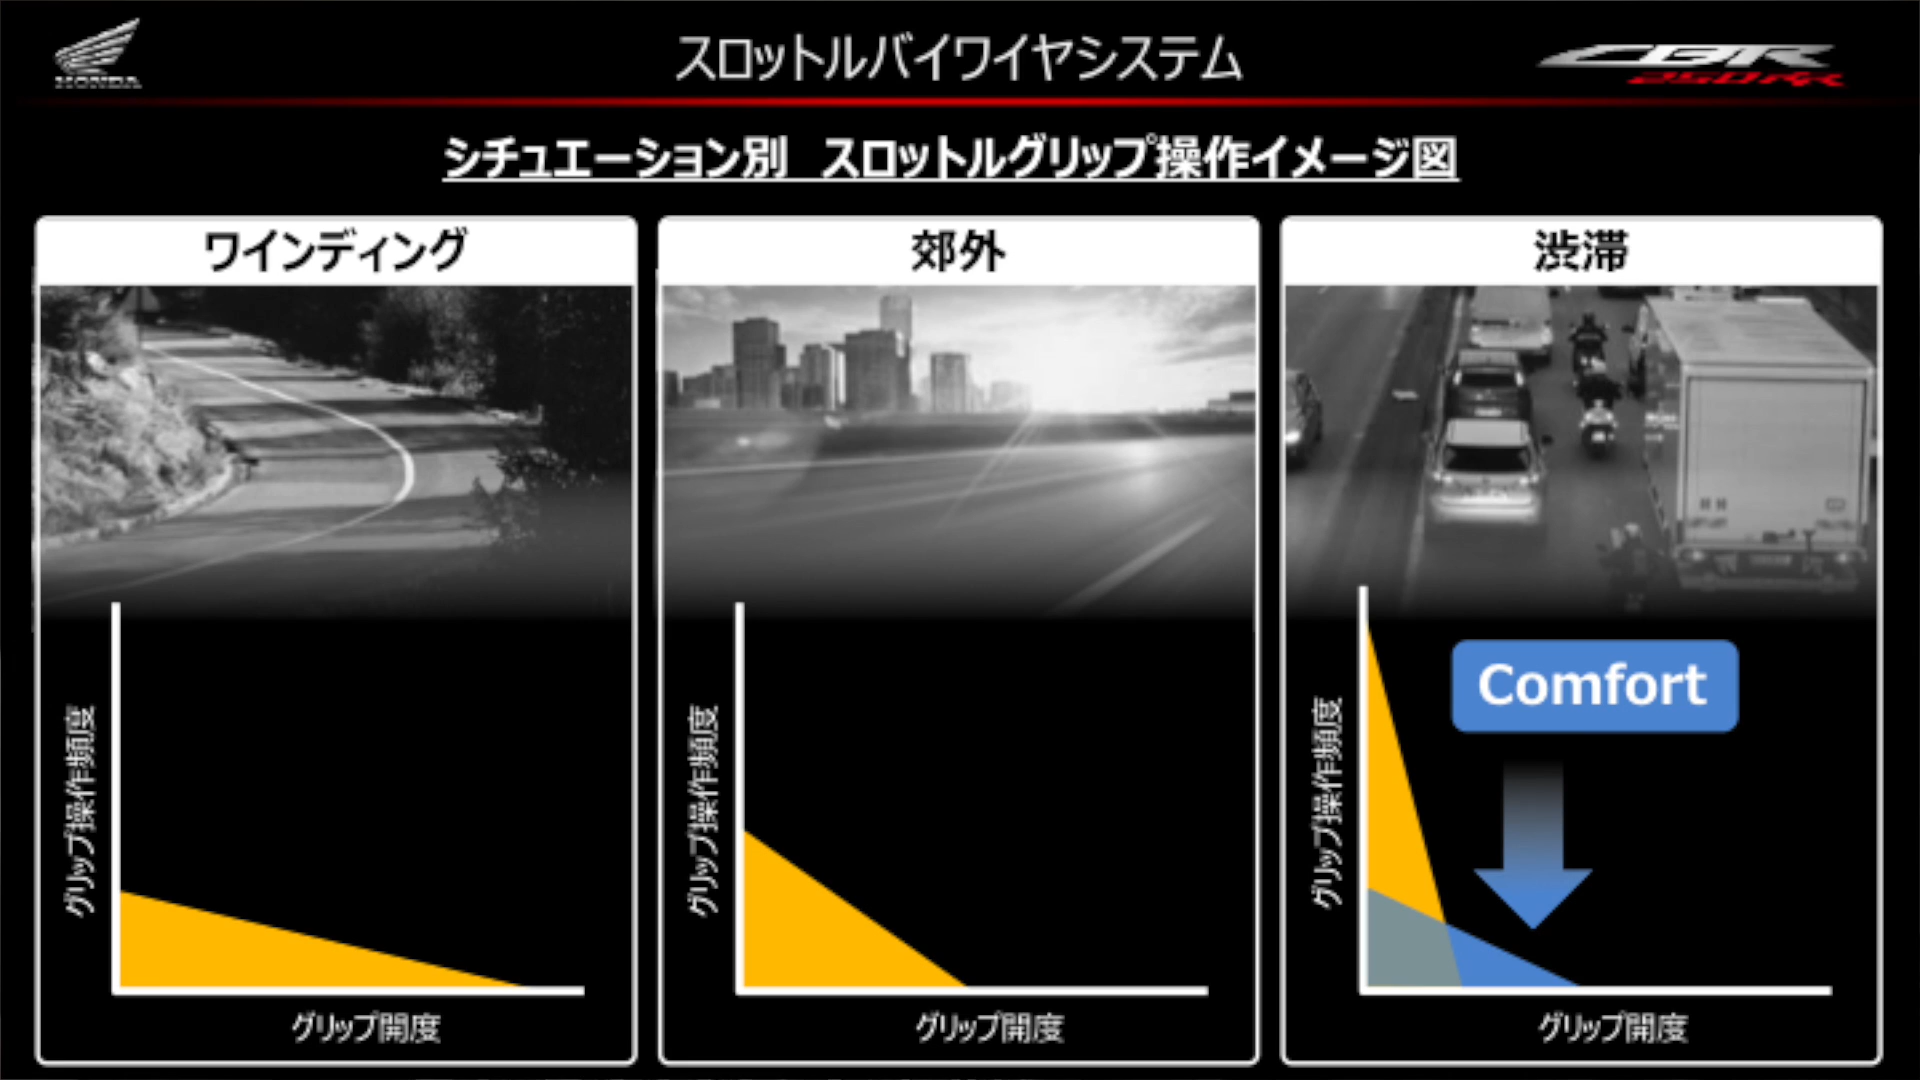 HONDA
スロットルバイワイヤシステム
CBR
250RR
シチュエーション別　スロットルグリップ操作イメージ図
ワインディング
郊外
渋滞
グリップ操作頻度
グリップ開度
グリップ操作頻度
グリップ開度
Comfort
グリップ操作頻度
グリップ開度